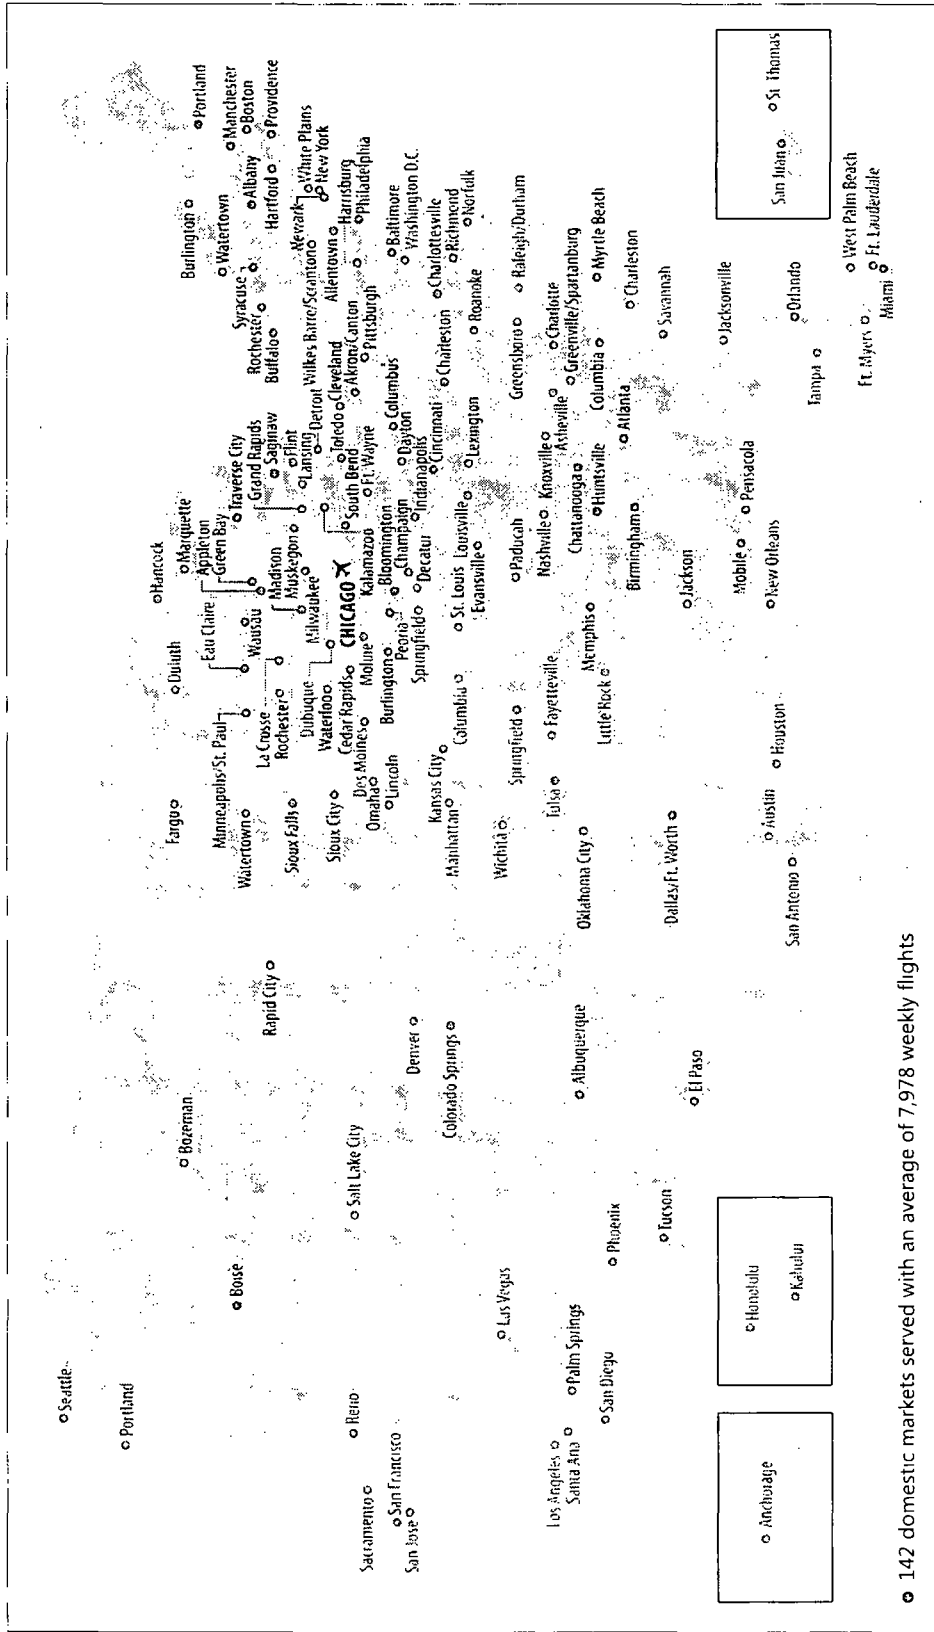 Seattle
Portland
Boise
Bozeman
Rapid City
Fargo
Duluth
Hancock
Marquette
Minneapolis/St. Paul
Watertown
Eau Claire
Wausau
Appleton
Green Bay
Traverse City
Grand Rapids
Saginaw
Flint
Lansing
Detroit
La Crosse
Rochester
Madison
Muskegon
Milwaukee
Dubuque
Waterloo
Cedar Rapids
Sioux Falls
Sioux City
Des Moines
Omaha
Lincoln
CHICAGO
Moline
Kalamazoo
South Bend
Ft. Wayne
Toledo
Cleveland
Akron/Canton
Pittsburgh
Burlington
Peoria
Bloomington
Champaign
Springfield
Decatur
Indianapolis
Dayton
Columbus
Cincinnati
Burlington
Watertown
Syracuse
Rochester
Buffalo
Portland
Manchester
Boston
Providence
Albany
Hartford
Newark
White Plains
New York
Wilkes Barre/Scranton
Allentown
Harrisburg
Philadelphia
Baltimore
Washington D.C.
Charlottesville
Richmond
Norfolk
Charleston
Roanoke
Reno
Sacramento
San Francisco
San Jose
Salt Lake City
Denver
Colorado Springs
Kansas City
Manhattan
Columbia
St. Louis
Louisville
Evansville
Lexington
Las Vegas
Wichita
Springfield
Paducah
Greensboro
Raleigh/Durham
Los Angeles
Santa Ana
Palm Springs
San Diego
Phoenix
Tucson
Albuquerque
El Paso
Tulsa
Oklahoma City
Fayetteville
Little Rock
Memphis
Nashville
Knoxville
Asheville
Charlotte
Greenville/Spartanburg
Chattanooga
Huntsville
Columbia
Myrtle Beach
Charleston
Birmingham
Atlanta
Savannah
Dallas/Ft. Worth
Jackson
Mobile
Pensacola
Jacksonville
Austin
Houston
San Antonio
New Orleans
Orlando
Tampa
Ft. Myers
West Palm Beach
Ft. Lauderdale
Miami
Anchorage
Honolulu
Kahului
San Juan
St Thomas
142 domestic markets served with an average of 7,978 weekly flights